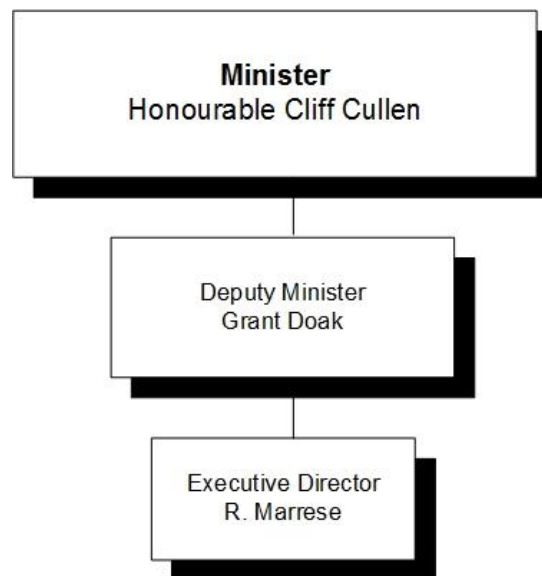 Minister
Honourable Cliff Cullen
Deputy Minister
Grant Doak
Executive Director
R. Marrese